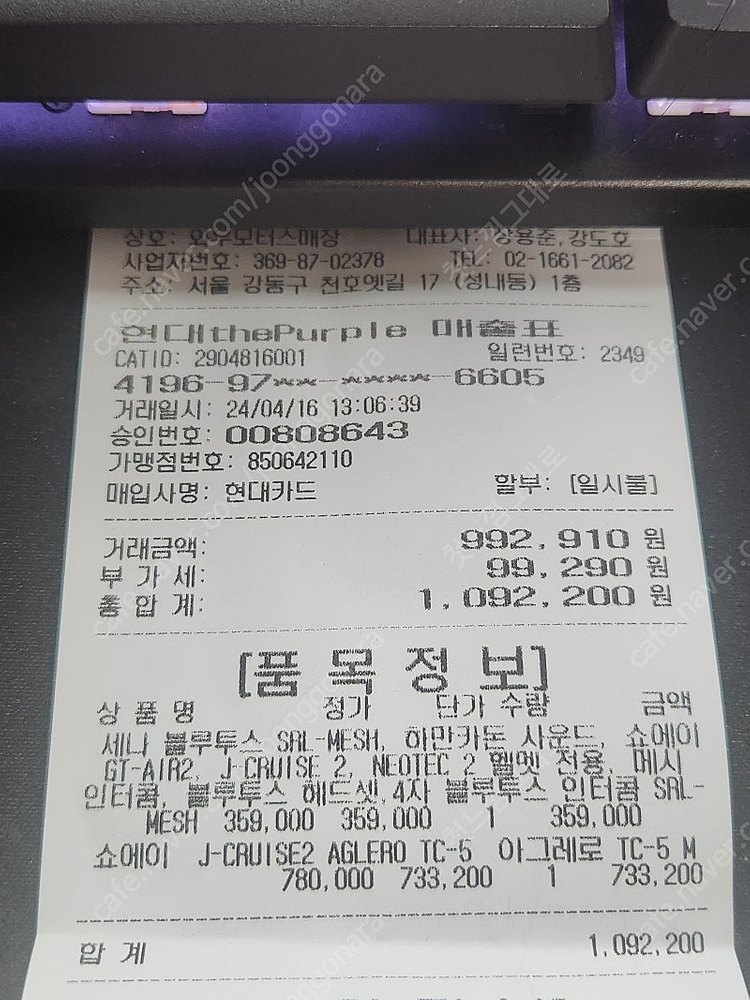 상호: 와우모터스매장 대표사: 장용준,강도호
사업자번호: 369-87-02378 TEL: 02-1661-2082
주소: 서울 강동구 천호옛길 17 (성내동) 1층
현대thePurple 매출표
CATID: 2904816001 일련번호: 2349
4196-97**-****-6605
거래일시: 24/04/16 13:06:39
승인번호: 00808643
가맹점번호: 850642110
매입사명: 현대카드 할부: [일시불]
거래금액: 992,910 원
부 가 세: 99,290 원
총 합 계: 1,092,200 원
[품 목 정 보]
상 품 명 정가 단가 수량 금액
세나 블루투스 SRL-MESH, 하만카돈 사운드, 쇼에이
GT-AIR2, J-CRUISE 2, NEOTEC 2 헬멧 전용, 메시
인터콤, 블루투스 헤드셋,4자 블루투스 인터콤 SRL-
MESH 359,000 359,000 1 359,000
쇼에이 J-CRUISE2 AGLERO TC-5 아그레로 TC-5 M
780,000 733,200 1 733,200
합 계 1,092,200
cafe.naver.com/joonggonara